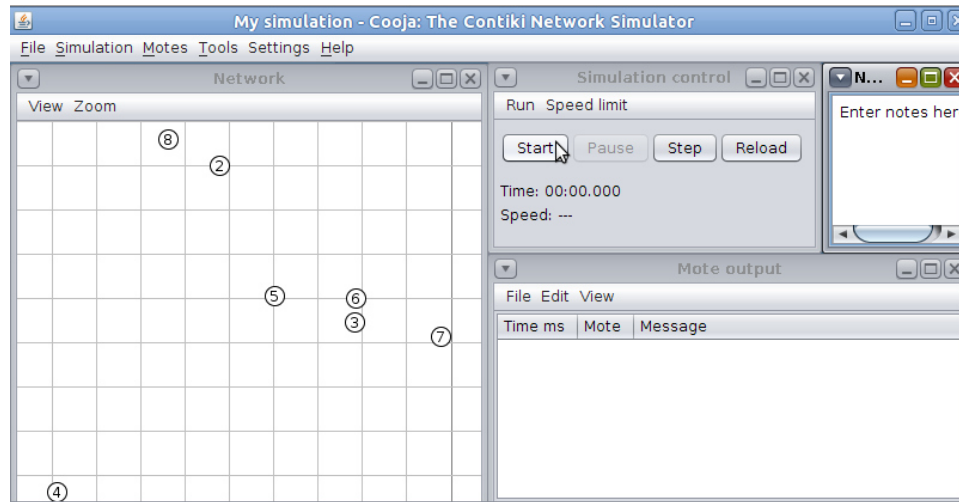 My simulation - Cooja: The Contiki Network Simulator
File Simulation Motes Tools Settings Help
Network
View Zoom
8
2
5
6
3
7
4
Simulation control
Run Speed limit
Start Pause Step Reload
Time: 00:00.000
Speed: ---
N...
Enter notes her
Mote output
File Edit View
Time ms Mote Message